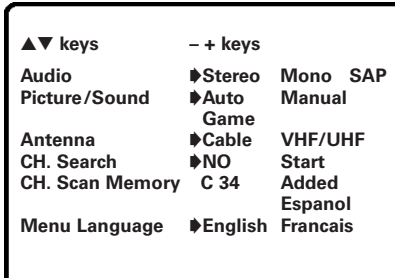 ▲▼ keys – + keys
Audio ➧Stereo Mono SAP
Picture/Sound ➧Auto Manual
Game
Antenna ➧Cable VHF/UHF
CH. Search ➧NO Start
CH. Scan Memory C 34 Added
Espanol
Menu Language ➧English Francais